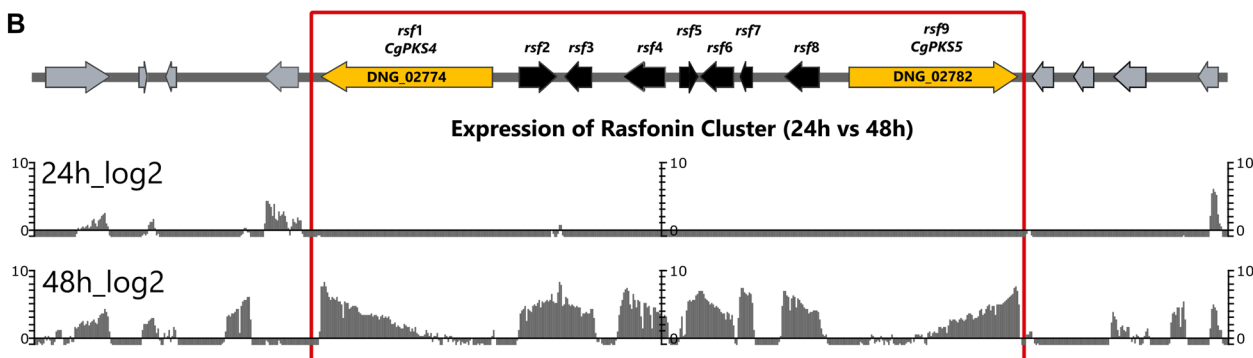 B
rsf1
CgPKS4
rsf2
rsf3
rsf4
rsf5
rsf6
rsf7
rsf8
rsf9
CgPKS5
DNG_02774
DNG_02782
Expression of Rasfonin Cluster (24h vs 48h)
10
24h_log2
10
10
0
0
0
10
48h_log2
10
10
0
0
0